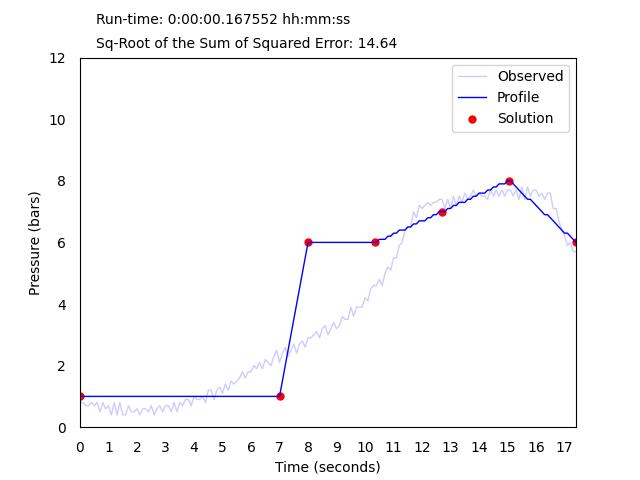 Run-time: 0:00:00.167552 hh:mm:ss
Sq-Root of the Sum of Squared Error: 14.64
12
10
8
6
4
2
0
Pressure (bars)
Observed
Profile
Solution
0 1 2 3 4 5 6 7 8 9 10 11 12 13 14 15 16 17
Time (seconds)